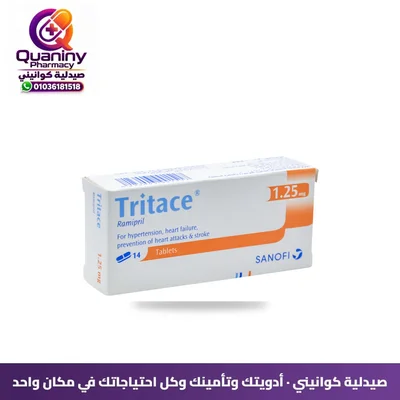 Quaniny
Pharmacy
صيدلية كوانيني
01036181518
Tritace®
Ramipril
1.25 mg
For hypertension, heart failure,
prevention of heart attacks & stroke
14 Tablets
SANOFI
1.25 mg
صيدلية كوانيني - أدويتك وتأمينك وكل احتياجاتك في مكان واحد